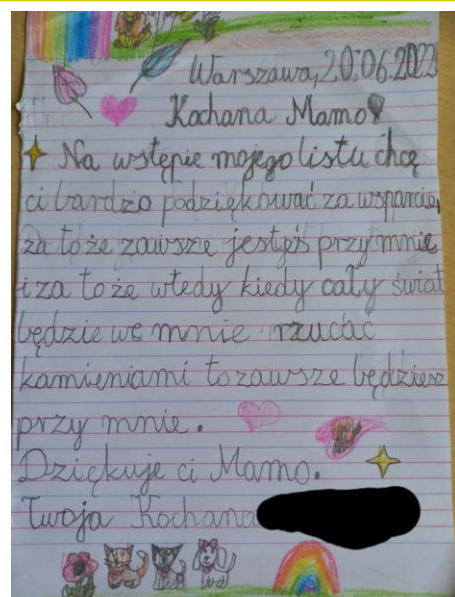 Warszawa, 20.06.202
Kochana Mamo!
Na wstępie mojego listu chcę
ci bardzo podziękować za wsparcie,
za to że zawsze jesteś przy mnie
i za to że wtedy kiedy cały świat
będzie we mnie rzucać
kamieniami to zawsze będziesz
przy mnie.
Dziękuje ci Mamo.
Twoja Kochana